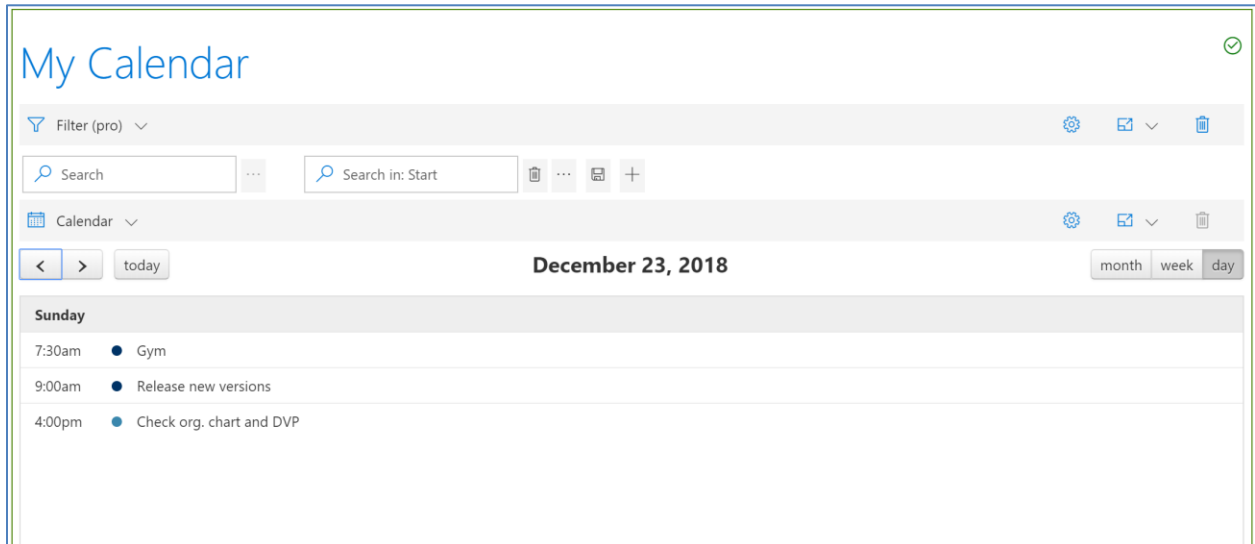 My Calendar
Filter (pro)
Search
Search in: Start
Calendar
today
December 23, 2018
month week day
Sunday
7:30am Gym
9:00am Release new versions
4:00pm Check org. chart and DVP